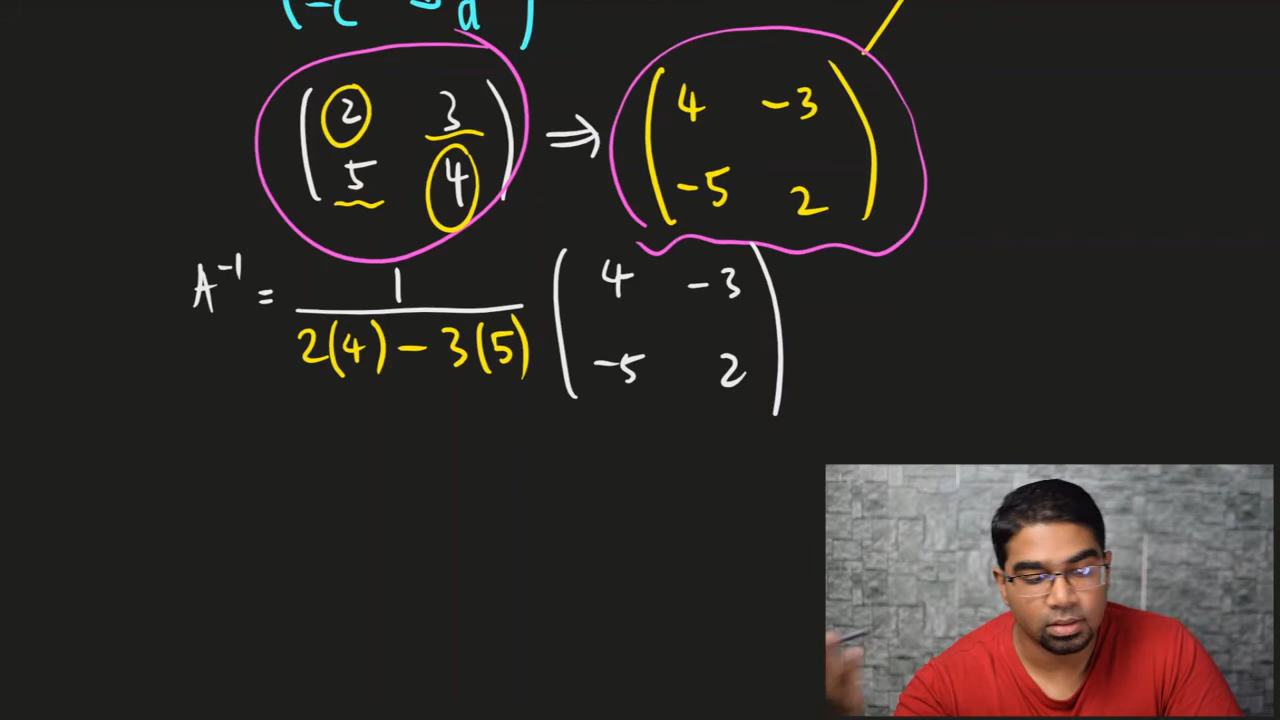 (-c d)
(2 3 ⇒ (4 -3
5 4) -5 2)
A⁻¹ = 1 (4 -3
2(4) - 3(5) -5 2)